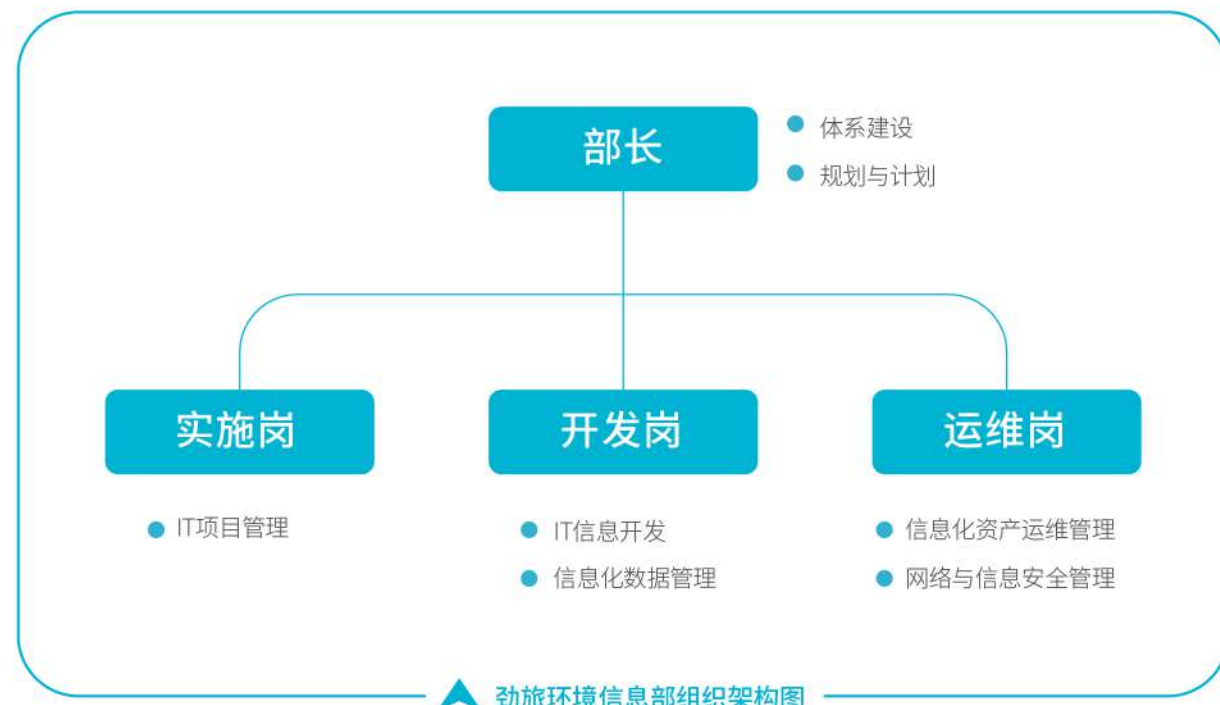 部长
体系建设
规划与计划
实施岗
开发岗
运维岗
IT项目管理
IT信息开发
信息化数据管理
信息化资产运维管理
网络与信息安全管理
劲旅环境信息部组织架构图